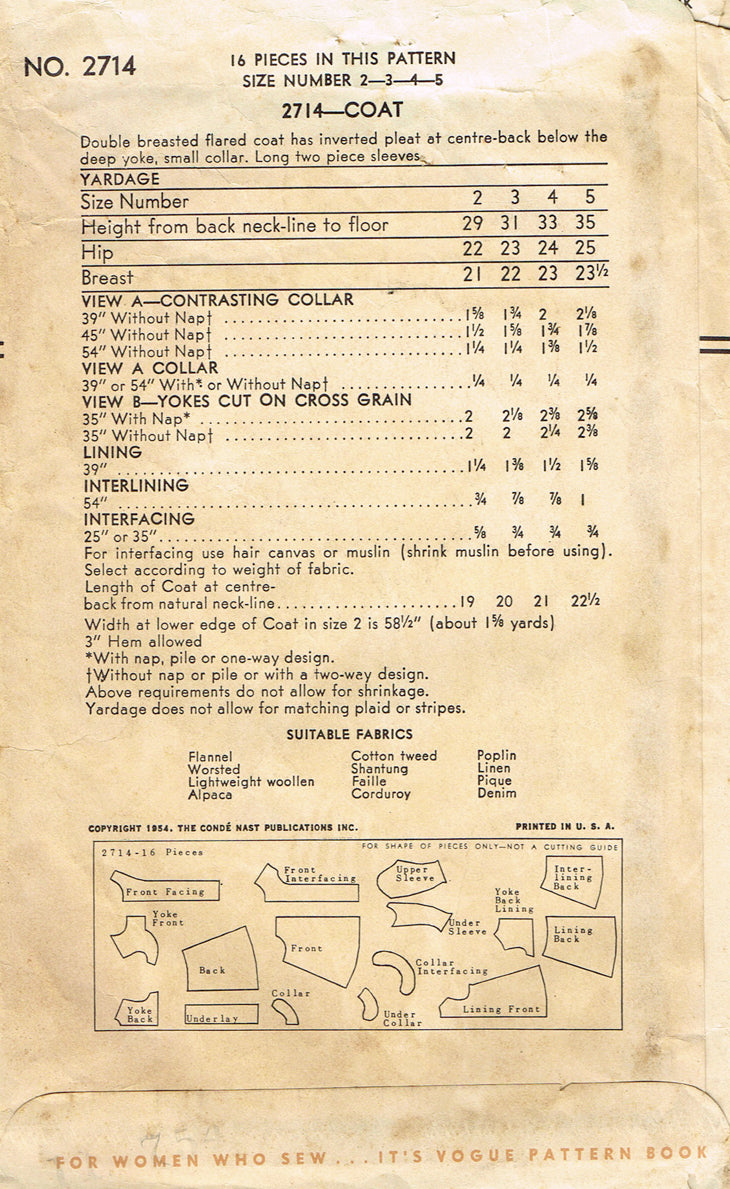 NO. 2714
16 PIECES IN THIS PATTERN
SIZE NUMBER 2—3—4—5
2714—COAT
Double breasted flared coat has inverted pleat at centre-back below the
deep yoke, small collar. Long two piece sleeves.
YARDAGE
Size Number 2 3 4 5
Height from back neck-line to floor 29 31 33 35
Hip 22 23 24 25
Breast 21 22 23 23½
VIEW A—CONTRASTING COLLAR
39" Without Nap† ..............................1⅝ 1¾ 2 2⅛
45" Without Nap† ..............................1½ 1⅝ 1¾ 1⅞
54" Without Nap† ..............................1¼ 1¼ 1⅜ 1½
VIEW A COLLAR
39" or 54" With* or Without Nap† ................¼ ¼ ¼ ¼
VIEW B—YOKES CUT ON CROSS GRAIN
35" With Nap* .................................2 2⅛ 2⅜ 2⅝
35" Without Nap† ..............................2 2 2¼ 2⅜
LINING
39" ...........................................1¼ 1⅜ 1½ 1⅝
INTERLINING
54" ...........................................¾ ⅞ ⅞ 1
INTERFACING
25" or 35".....................................⅝ ¾ ¾ ¾
For interfacing use hair canvas or muslin (shrink muslin before using).
Select according to weight of fabric.
Length of Coat at centre-
back from natural neck-line.......................19 20 21 22½
Width at lower edge of Coat in size 2 is 58½" (about 1⅝ yards)
3" Hem allowed
*With nap, pile or one-way design.
†Without nap or pile or with a two-way design.
Above requirements do not allow for shrinkage.
Yardage does not allow for matching plaid or stripes.
SUITABLE FABRICS
Flannel Cotton tweed Poplin
Worsted Shantung Linen
Lightweight woollen Faille Pique
Alpaca Corduroy Denim
COPYRIGHT 1954. THE CONDÉ NAST PUBLICATIONS INC. PRINTED IN U. S. A.
2714-16 Pieces
FOR SHAPE OF PIECES ONLY—NOT A CUTTING GUIDE
Front Facing
Front
Interfacing
Upper
Sleeve
Inter-
lining
Back
Yoke
Front
Yoke
Back
Lining
Under
Sleeve
Lining
Back
Back
Front
Collar
Interfacing
Yoke
Back
Underlay
Collar
Under
Collar
Lining Front
FOR WOMEN WHO SEW...IT'S VOGUE PATTERN BOOK